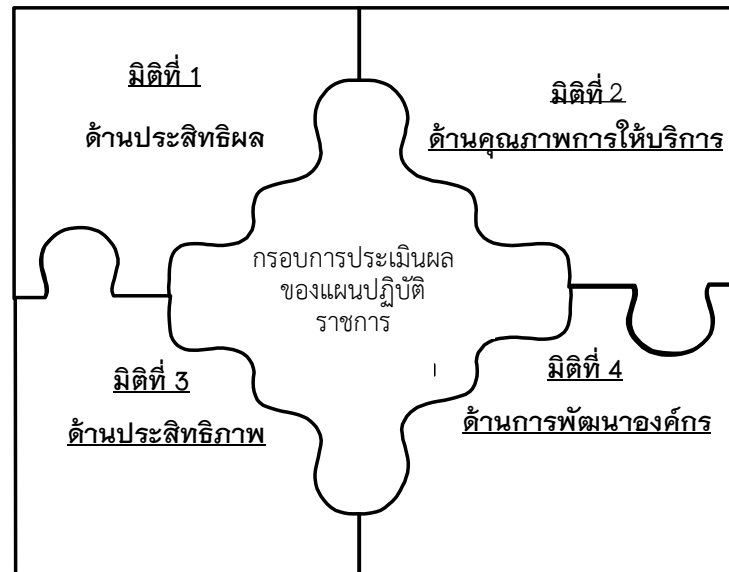 มิติที่ 1
ด้านประสิทธิผล
มิติที่ 2
ด้านคุณภาพการให้บริการ
กรอบการประเมินผล
ของแผนปฏิบัติ
ราชการ
มิติที่ 3
ด้านประสิทธิภาพ
มิติที่ 4
ด้านการพัฒนาองค์กร